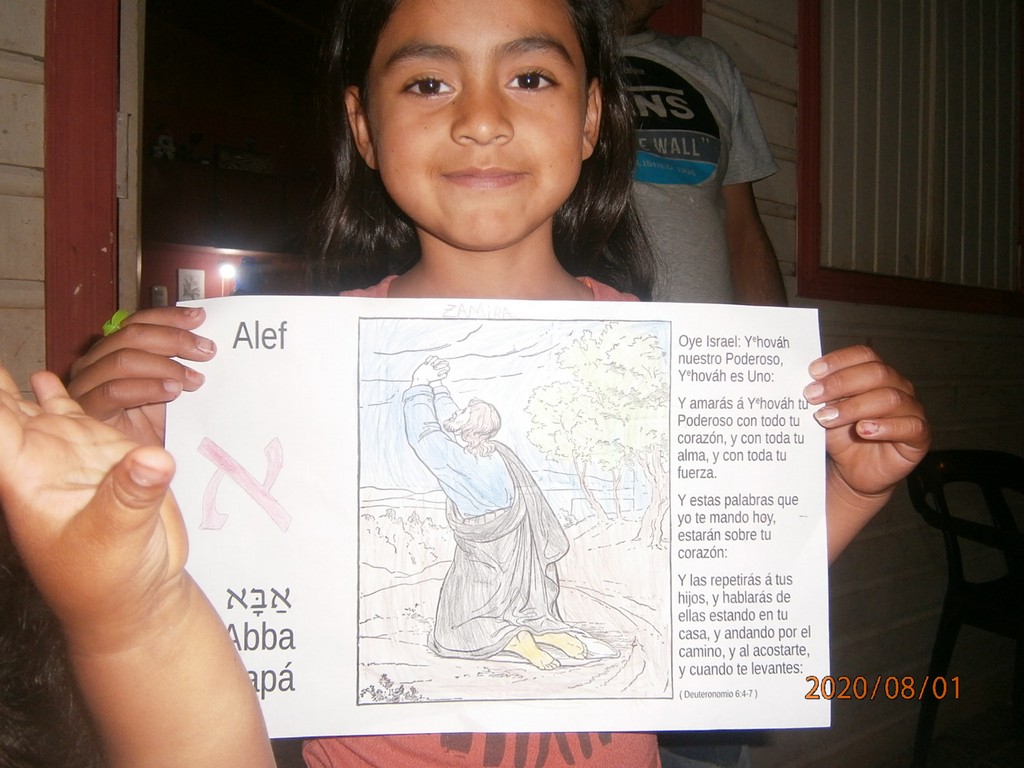 NS
E WALL"
ZAMIRA
Alef
א
אַבָּא
Abba
apá
Oye Israel: Yᵉhováh
nuestro Poderoso,
Yᵉhováh es Uno:
Y amarás á Yᵉhováh tu
Poderoso con todo tu
corazón, y con toda tu
alma, y con toda tu
fuerza.
Y estas palabras que
yo te mando hoy,
estarán sobre tu
corazón:
Y las repetirás á tus
hijos, y hablarás de
ellas estando en tu
casa, y andando por el
camino, y al acostarte,
y cuando te levantes:
( Deuteronomio 6:4-7 )
2020/08/01